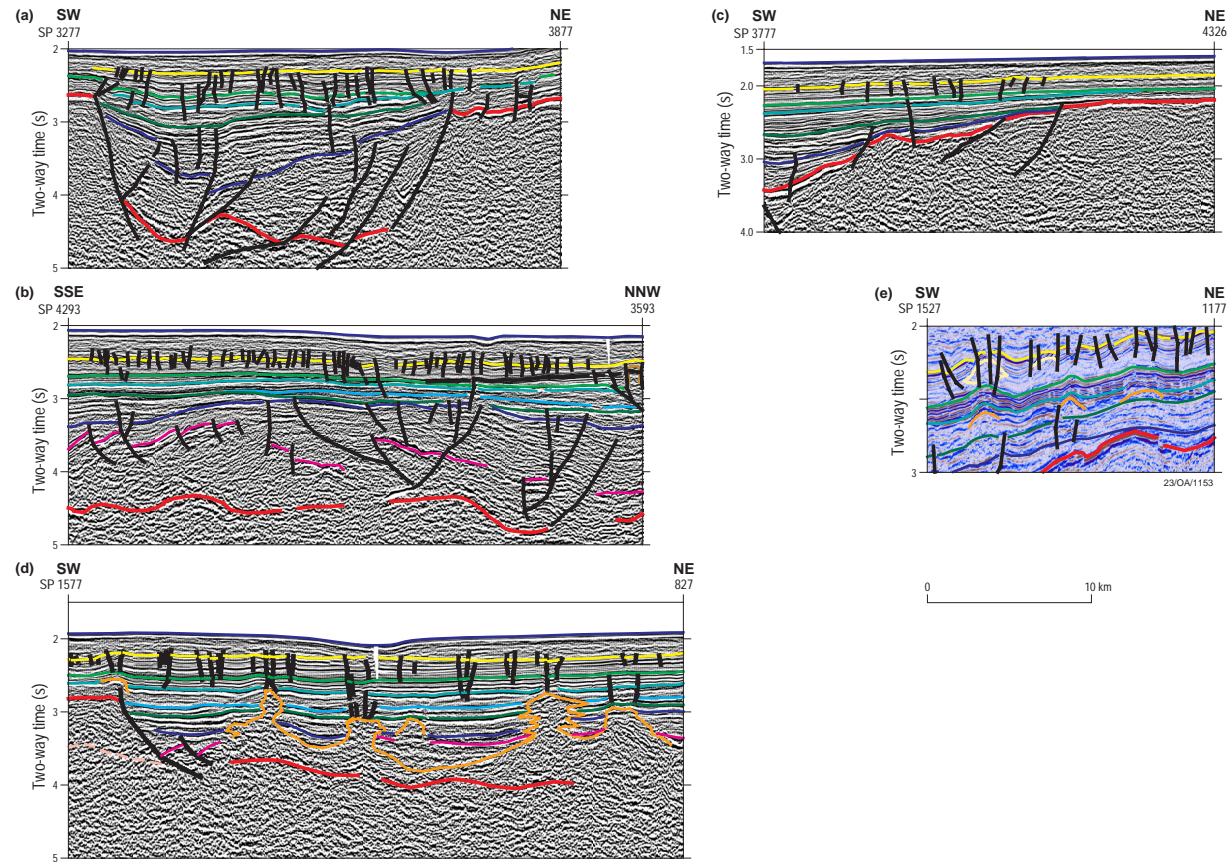 (a) SW NE
SP 3277 3877
2
3
4
5
Two-way time (s)
(c) SW NE
SP 3777 4326
1.5
2.0
3.0
4.0
Two-way time (s)
(b) SSE NNW
SP 4293 3593
2
3
4
5
Two-way time (s)
(e) SW NE
SP 1527 1177
2
3
Two-way time (s)
23/OA/1153
(d) SW NE
SP 1577 827
2
3
4
5
Two-way time (s)
0 10 km